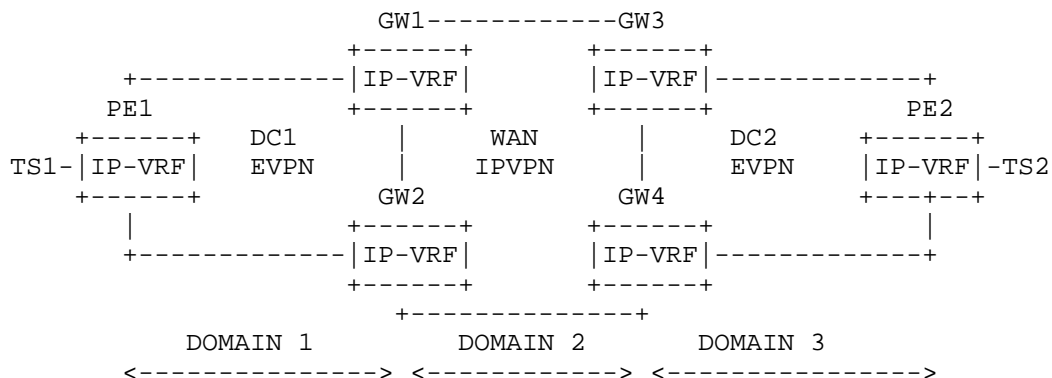 GW1------------GW3
+------+ +------+
+-------------|IP-VRF| |IP-VRF|-------------+
PE1 +------+ +------+ PE2
+------+ DC1 | WAN | DC2 +------+
TS1-|IP-VRF| EVPN | IPVPN | EVPN |IP-VRF|-TS2
+------+ GW2 GW4 +------+
| +------+ +------+ |
+-------------|IP-VRF| |IP-VRF|-------------+
+------+ +------+
+--------------+
DOMAIN 1 DOMAIN 2 DOMAIN 3
<---------------> <------------> <---------------->